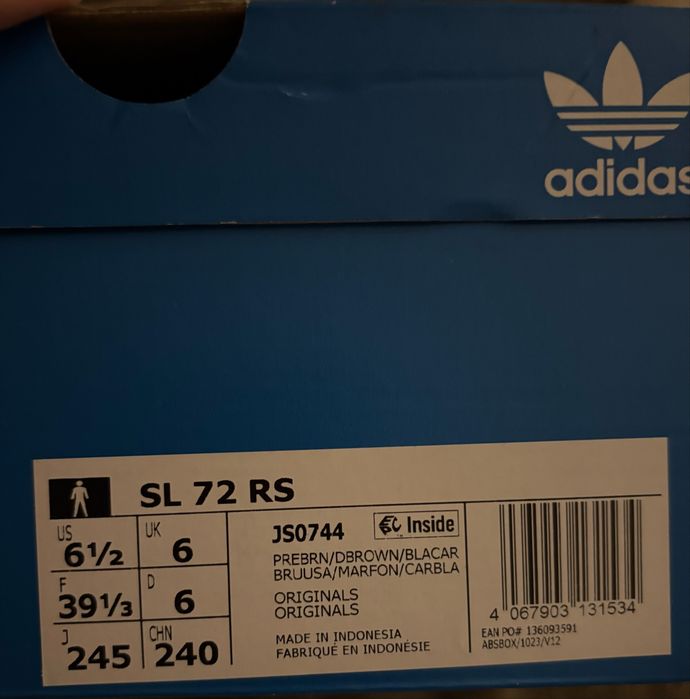 adidas
SL 72 RS
US 6½
UK 6
F 39⅓
D 6
J 245
CHN 240
JS0744
Inside
PREBRN/DBROWN/BLACAR
BRUUSA/MARFON/CARBLA
ORIGINALS
ORIGINALS
MADE IN INDONESIA
FABRIQUÉ EN INDONÉSIE
4 067903 131534
EAN PO# 136093591
ABSBOX/1023/V12